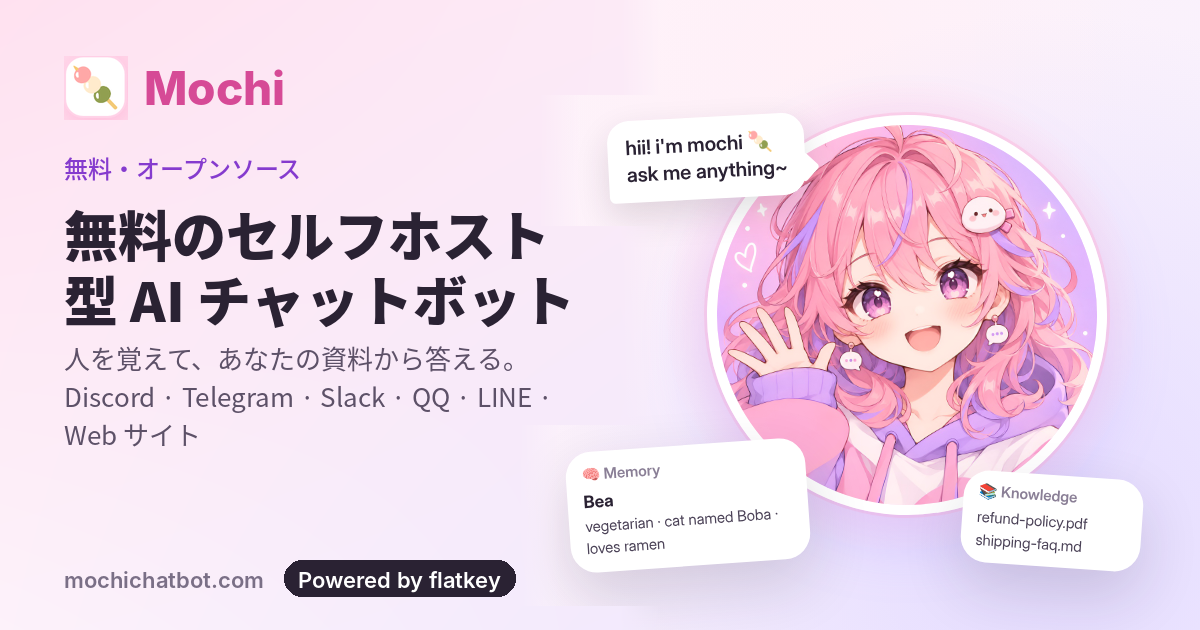 Mochi
無料・オープンソース
無料のセルフホスト
型 AI チャットボット
人を覚えて、あなたの資料から答える。
Discord · Telegram · Slack · QQ · LINE ·
Web サイト
mochichatbot.com
Powered by flatkey
hii! i'm mochi 🍡
ask me anything~
🧠 Memory
Bea
vegetarian · cat named Boba ·
loves ramen
📚 Knowledge
refund-policy.pdf
shipping-faq.md